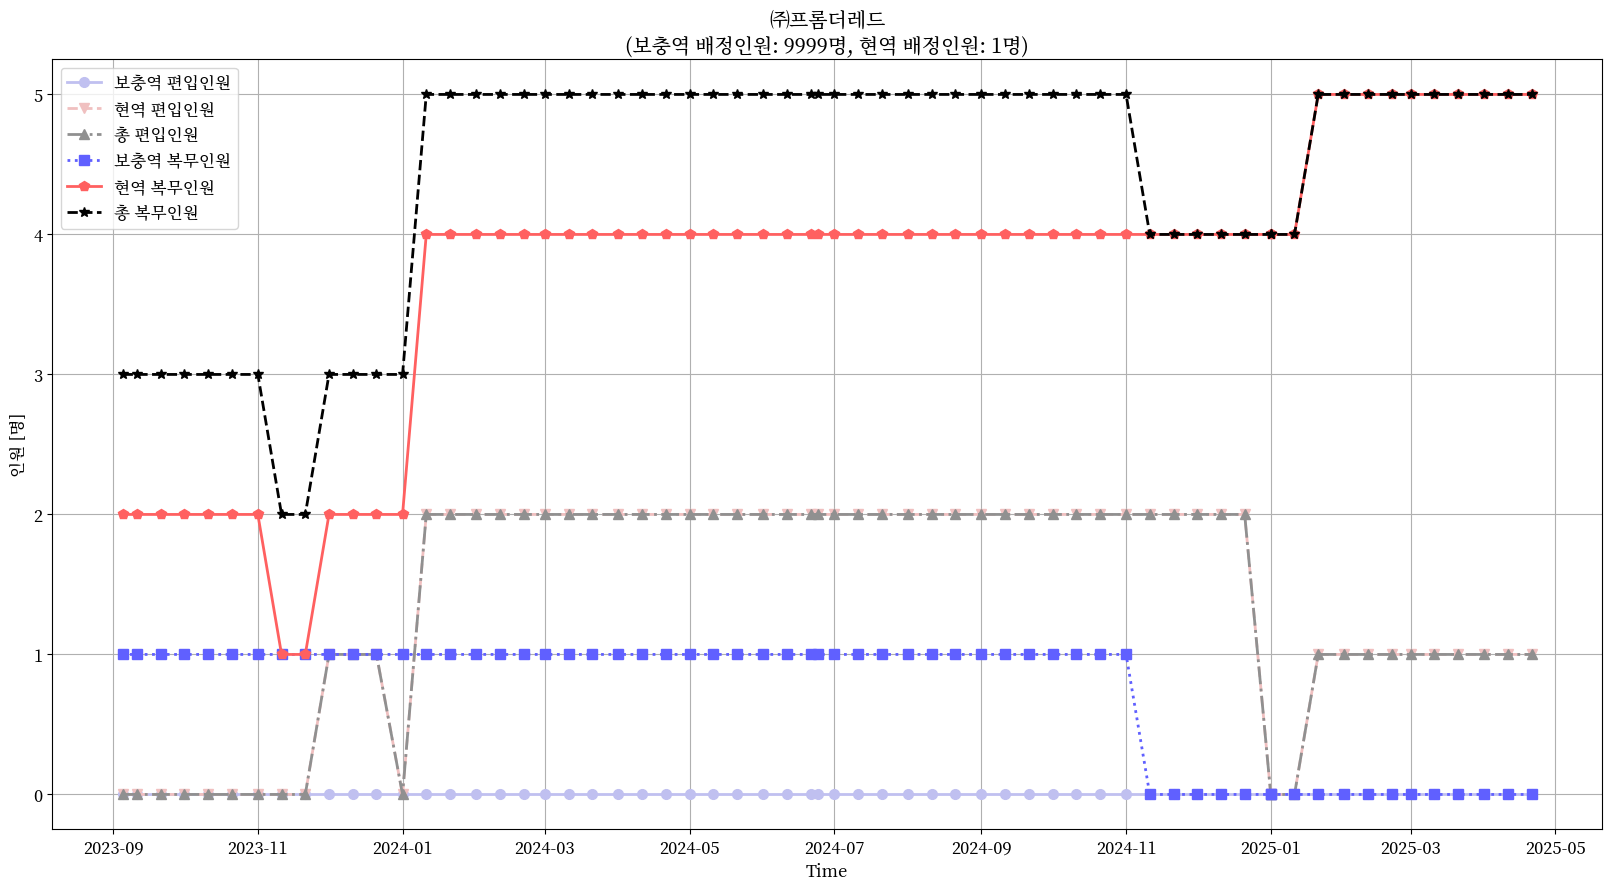 ㈜프롬더레드
(보충역 배정인원: 9999명, 현역 배정인원: 1명)
보충역 편입인원
현역 편입인원
총 편입인원
보충역 복무인원
현역 복무인원
총 복무인원
인원 [명]
5
4
3
2
1
0
2023-09
2023-11
2024-01
2024-03
2024-05
2024-07
2024-09
2024-11
2025-01
2025-03
2025-05
Time